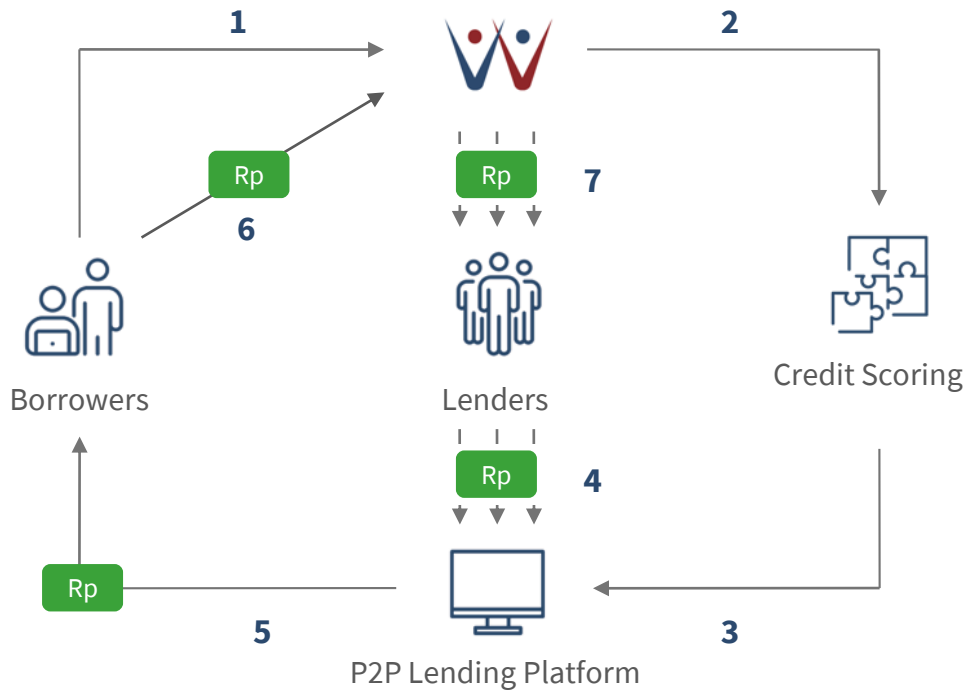 1
2
Rp
6
Rp
7
Borrowers
Lenders
Credit Scoring
Rp
4
Rp
5
3
P2P Lending Platform